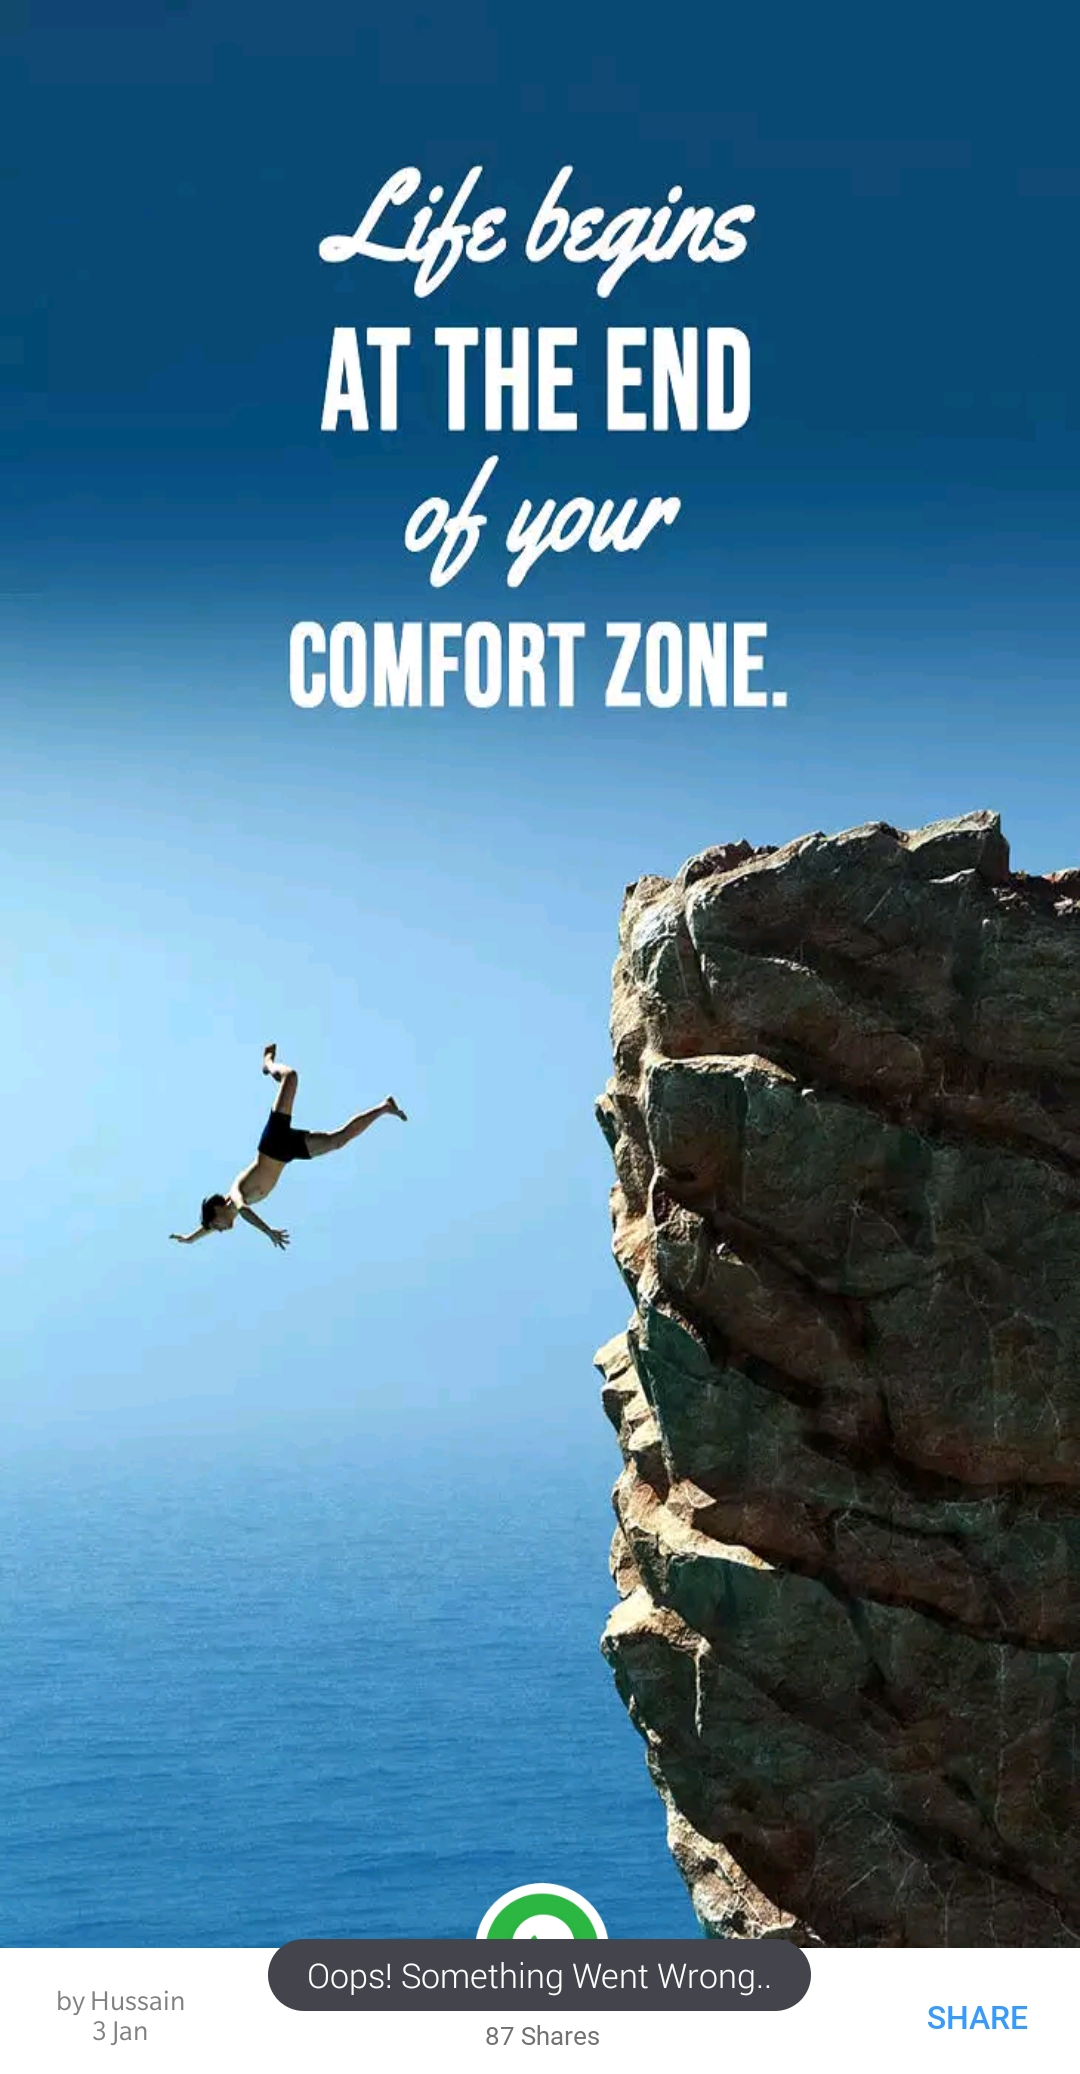 Life begins
AT THE END
of your
COMFORT ZONE.
Oops! Something Went Wrong..
by Hussain
3 Jan
87 Shares
SHARE